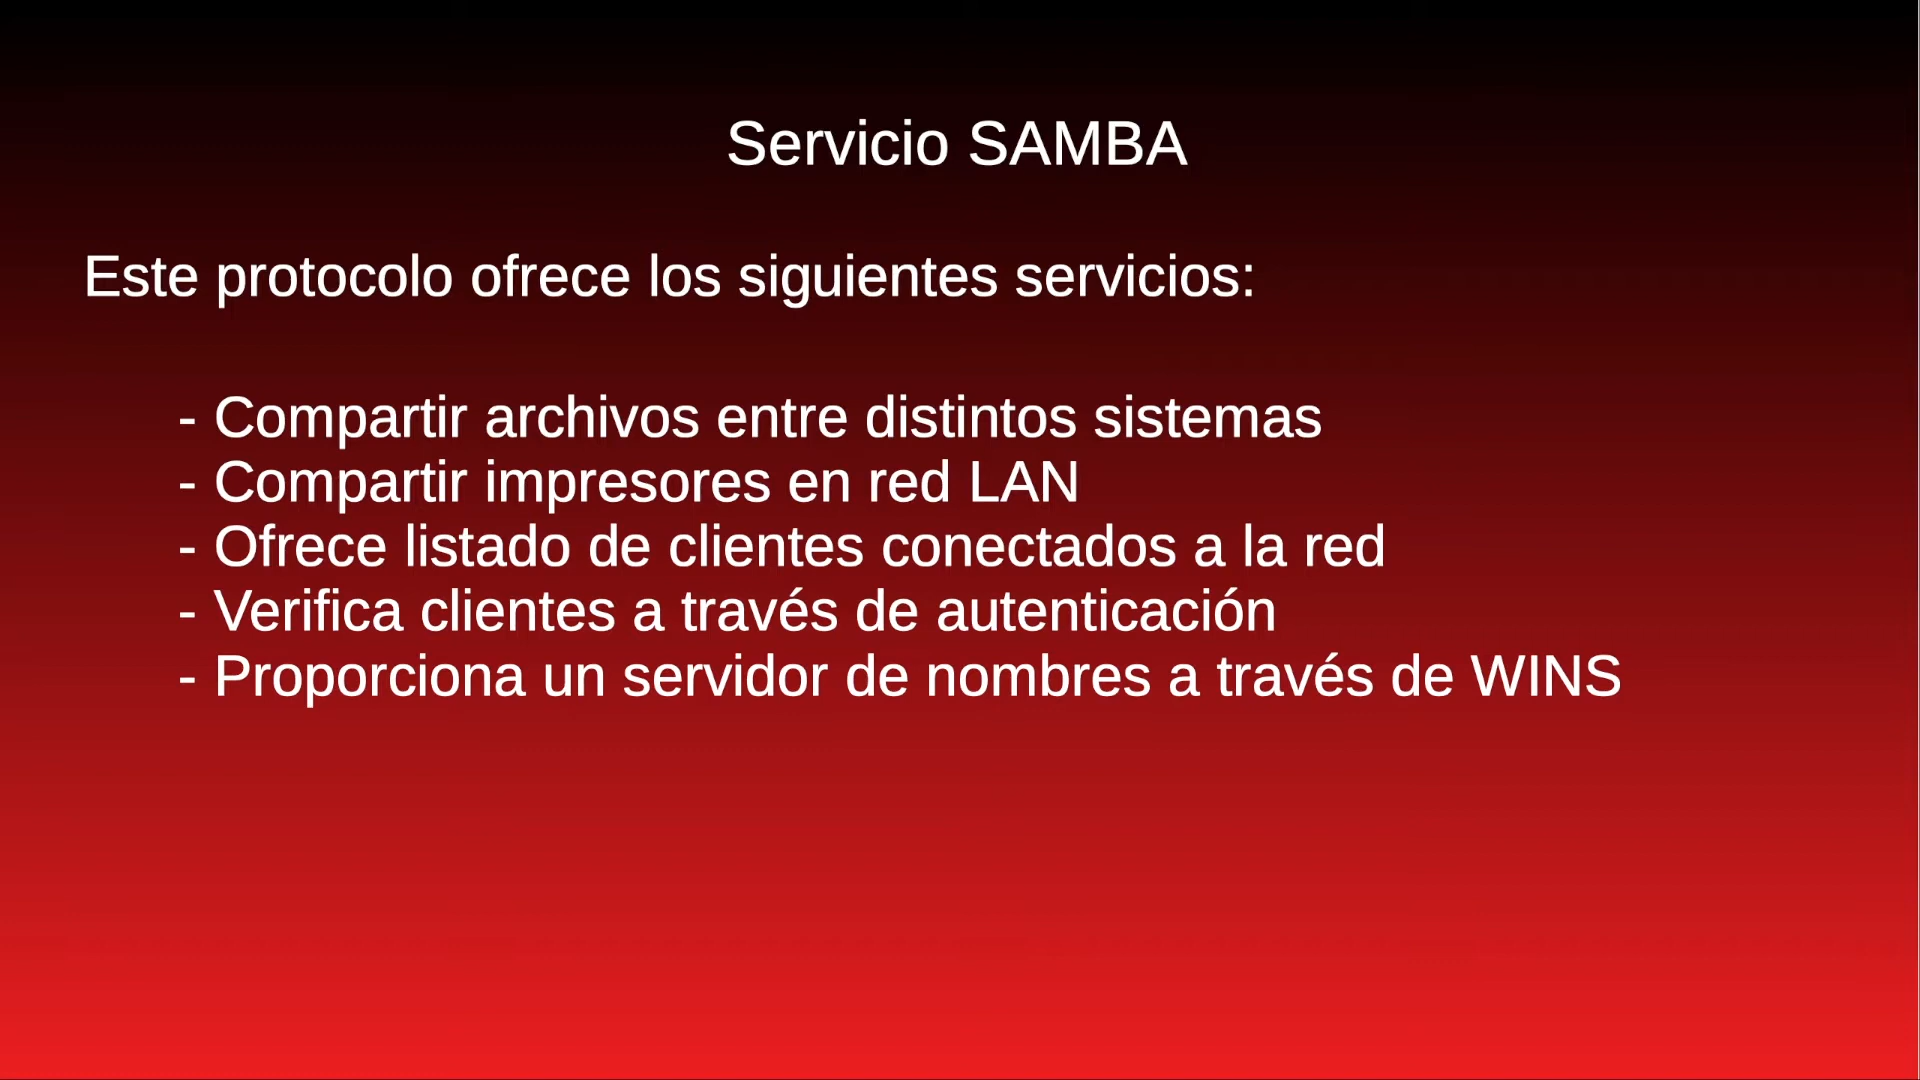 Servicio SAMBA
Este protocolo ofrece los siguientes servicios:
- Compartir archivos entre distintos sistemas
- Compartir impresores en red LAN
- Ofrece listado de clientes conectados a la red
- Verifica clientes a través de autenticación
- Proporciona un servidor de nombres a través de WINS